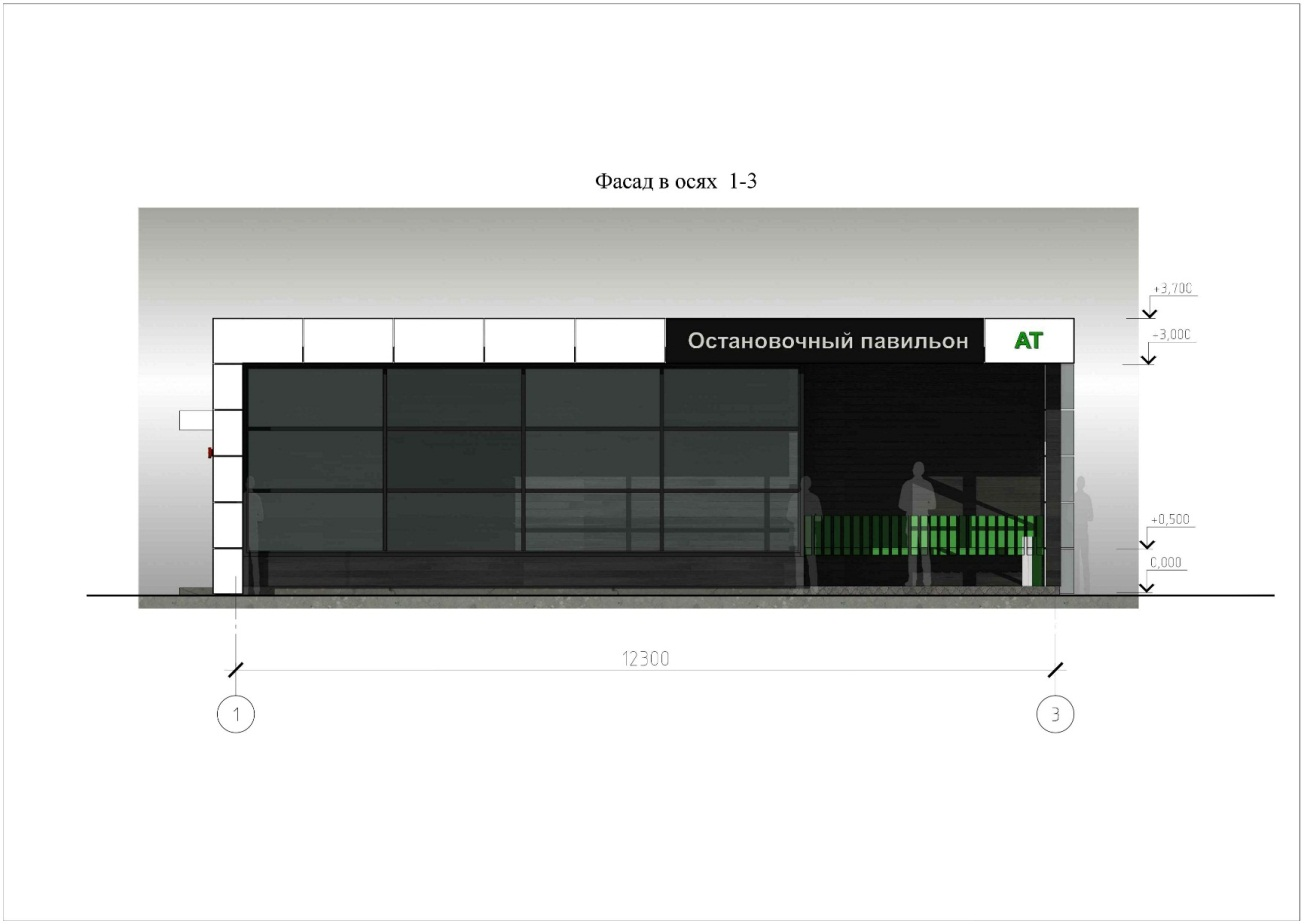 Фасад в осях 1-3
+3,700
Остановочный павильон
АТ
+3,000
+0,500
0,000
12300
1
3